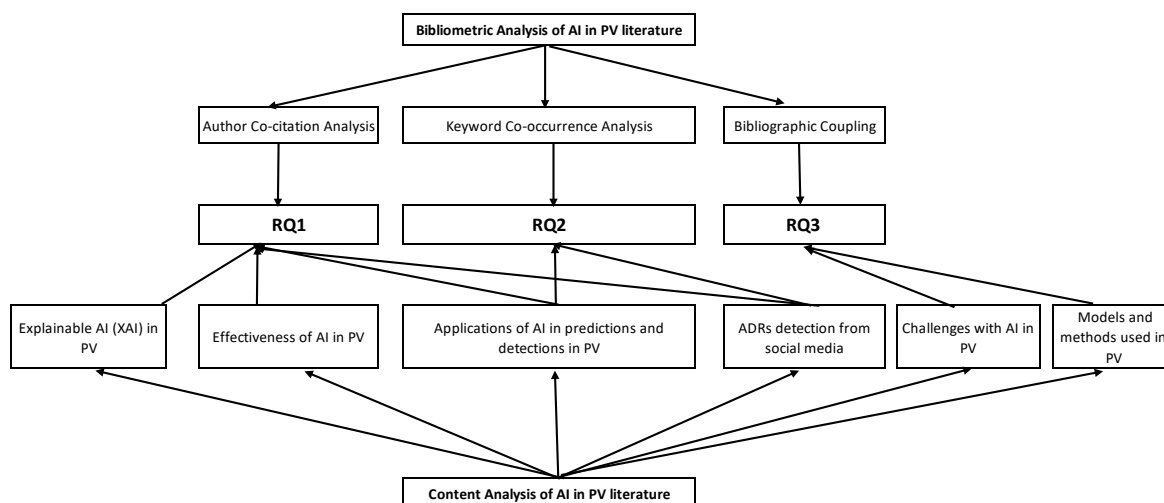 Bibliometric Analysis of AI in PV literature
Author Co-citation Analysis
Keyword Co-occurrence Analysis
Bibliographic Coupling
RQ1
RQ2
RQ3
Explainable AI (XAI) in
PV
Effectiveness of AI in PV
Applications of AI in predictions and
detections in PV
ADRs detection from
social media
Challenges with AI in
PV
Models and
methods used in
PV
Content Analysis of AI in PV literature